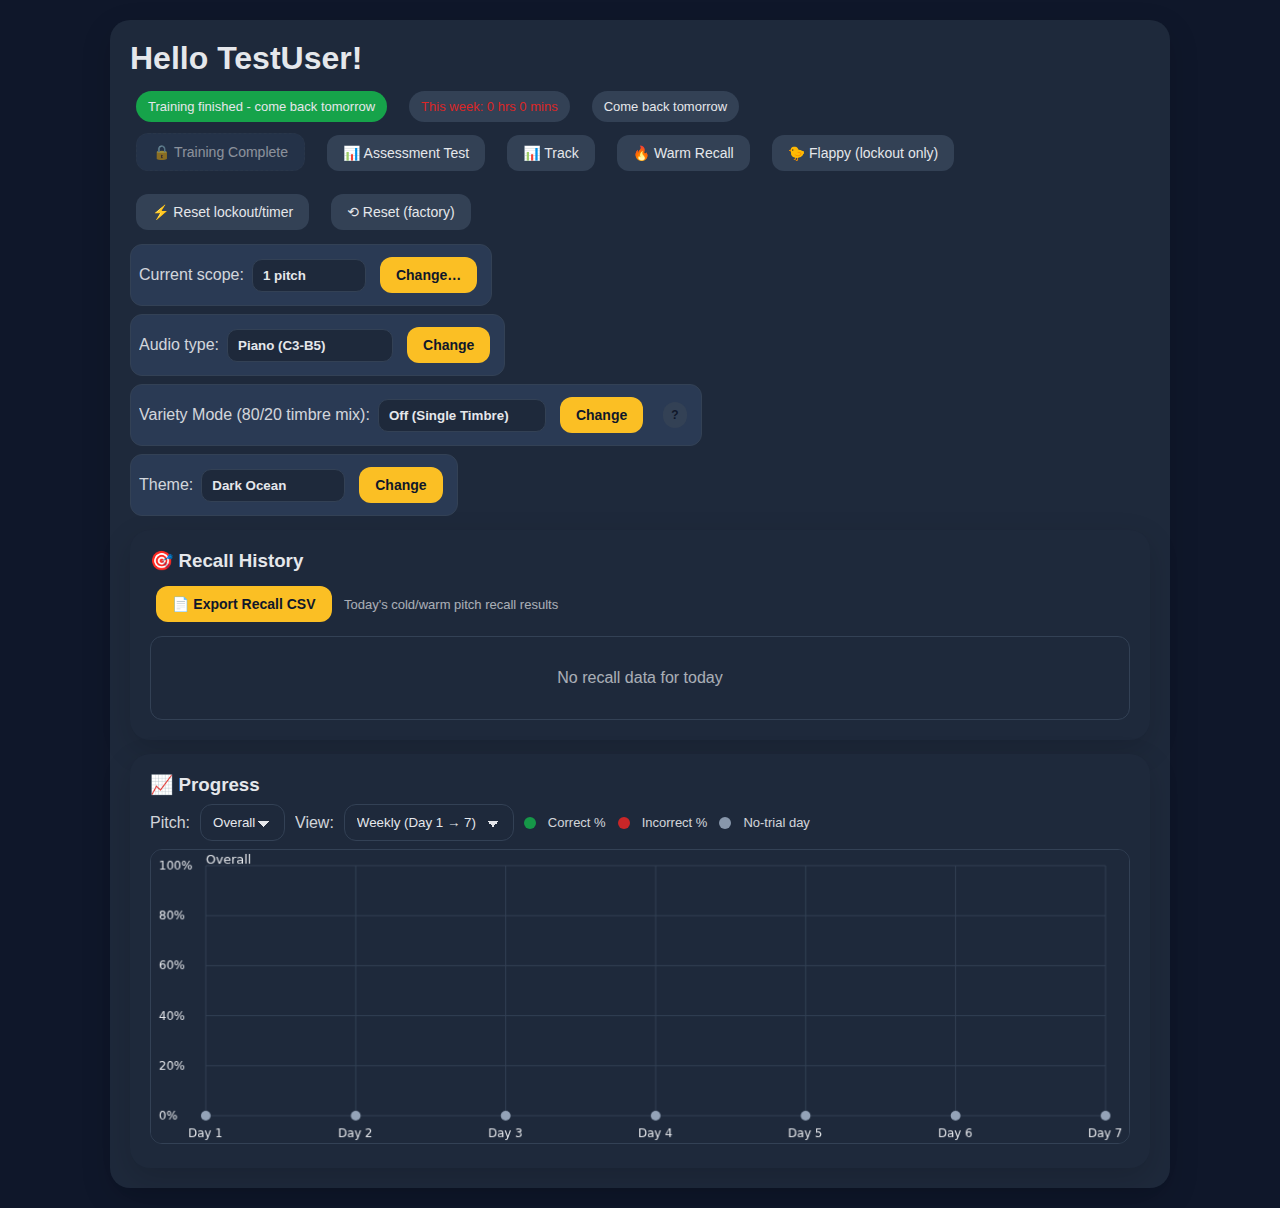 Hello TestUser!
Training finished - come back tomorrow This week: 0 hrs 0 mins Come back tomorrow
🔒 Training Complete 📊 Assessment Test 📊 Track 🔥 Warm Recall 🐤 Flappy (lockout only)
⚡ Reset lockout/timer ⟲ Reset (factory)
Current scope: 1 pitch Change…
Audio type: Piano (C3-B5) Change
Variety Mode (80/20 timbre mix): Off (Single Timbre) Change ?
Theme: Dark Ocean Change
🎯 Recall History
📄 Export Recall CSV Today's cold/warm pitch recall results
No recall data for today
📈 Progress
Pitch: Overall View: Weekly (Day 1 → 7) Correct % Incorrect % No-trial day
Overall
100%
80%
60%
40%
20%
0%
Day 1 Day 2 Day 3 Day 4 Day 5 Day 6 Day 7